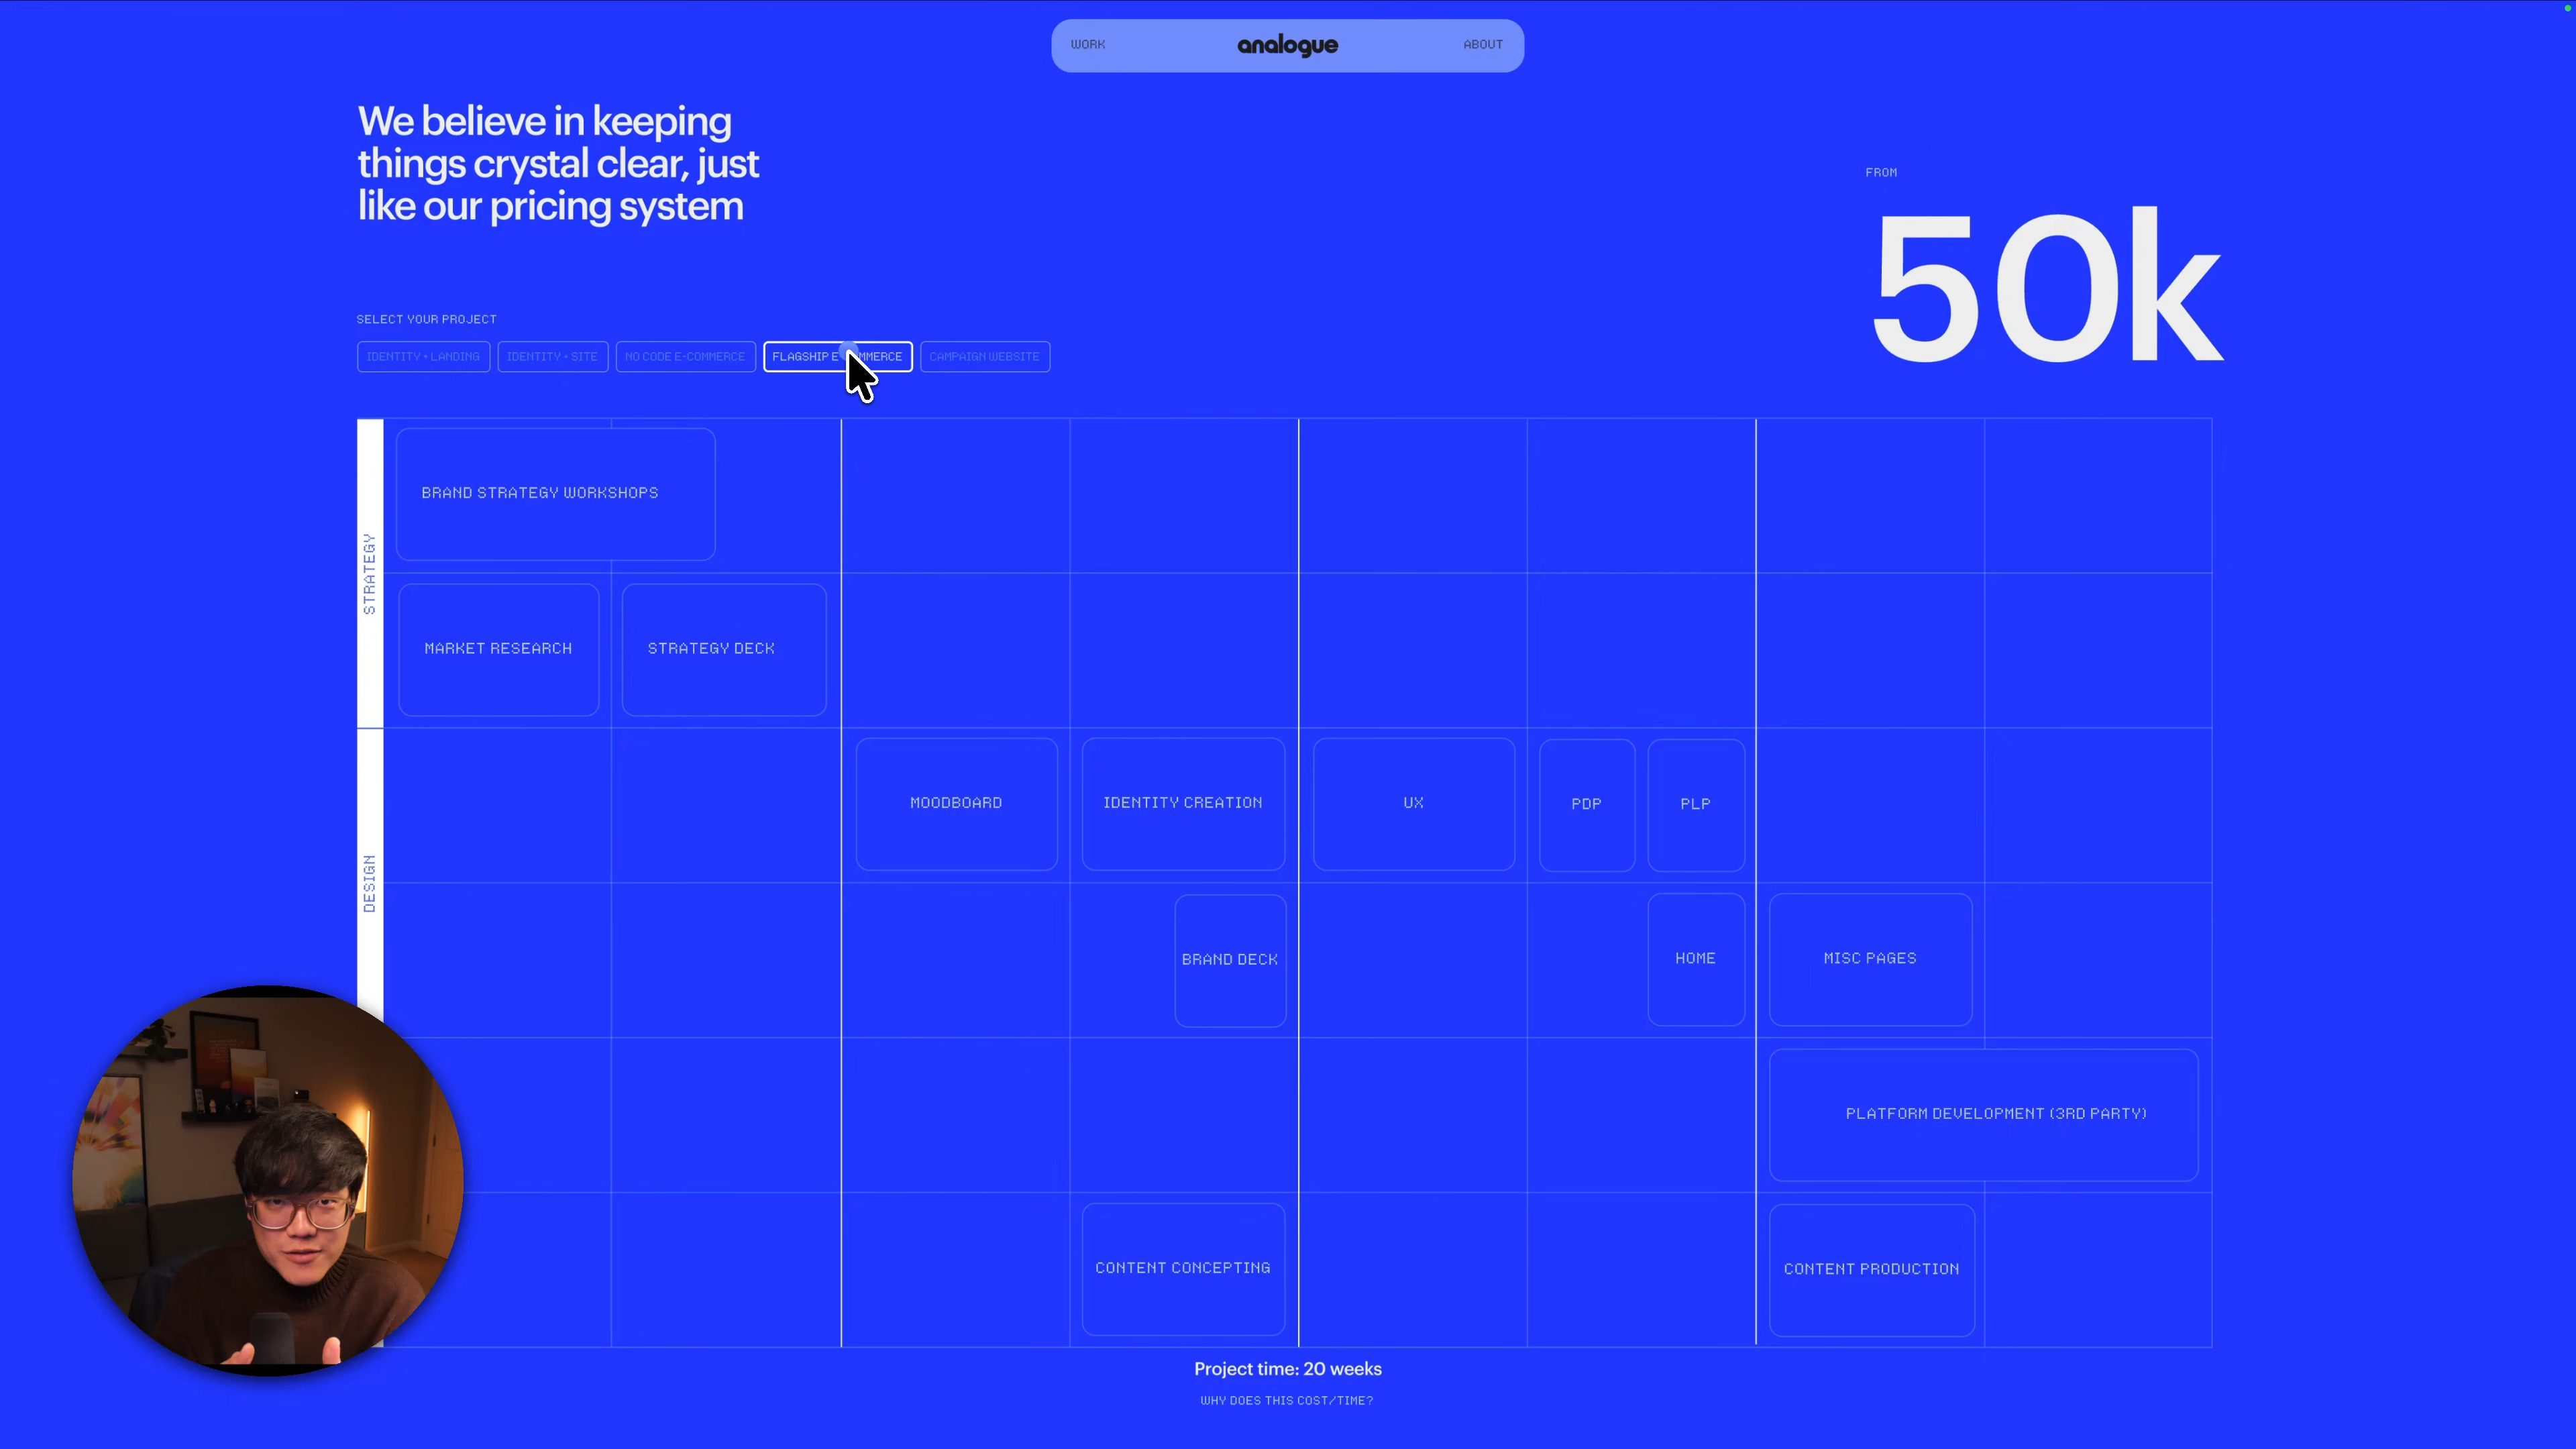 WORK
analogue
ABOUT
We believe in keeping
things crystal clear, just
like our pricing system
FROM
50k
SELECT YOUR PROJECT
IDENTITY + LANDING
IDENTITY + SITE
NO CODE E-COMMERCE
FLAGSHIP E MMERCE
CAMPAIGN WEBSITE
STRATEGY
BRAND STRATEGY WORKSHOPS
MARKET RESEARCH
STRATEGY DECK
DESIGN
MOODBOARD
IDENTITY CREATION
UX
PDP
PLP
BRAND DECK
HOME
MISC PAGES
PLATFORM DEVELOPMENT (3RD PARTY)
CONTENT CONCEPTING
CONTENT PRODUCTION
Project time: 20 weeks
WHY DOES THIS COST/TIME?